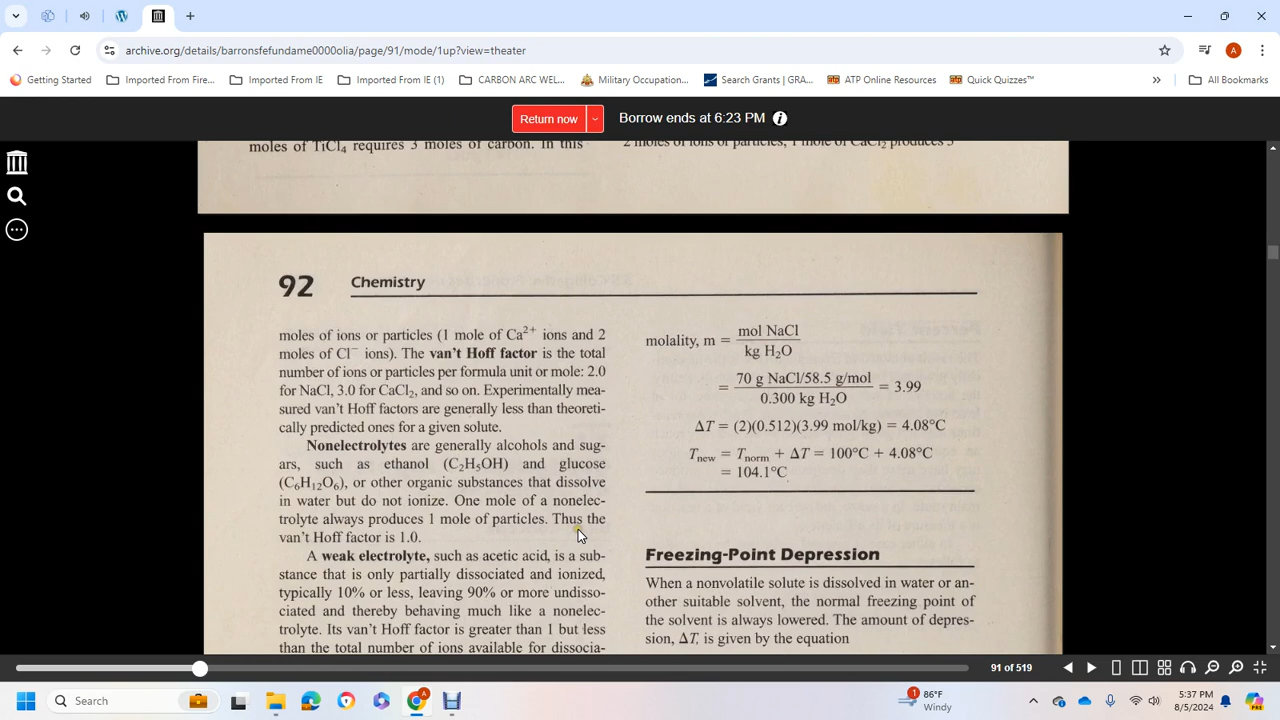 archive.org/details/barronsfefundame0000olia/page/91/mode/1up?view=theater
A
Getting Started
Imported From Fire...
Imported From IE
Imported From IE (1)
CARBON ARC WEL...
Military Occupation...
Search Grants | GRA...
ATP Online Resources
Quick Quizzes™
»
All Bookmarks
Return now
Borrow ends at 6:23 PM
moles of TiCl₄ requires 3 moles of carbon. In this
2 moles of ions or particles, 1 mole of CaCl₂ produces 3
92 Chemistry
moles of ions or particles (1 mole of Ca²⁺ ions and 2
moles of Cl⁻ ions). The van't Hoff factor is the total
number of ions or particles per formula unit or mole: 2.0
for NaCl, 3.0 for CaCl₂, and so on. Experimentally mea-
sured van't Hoff factors are generally less than theoreti-
cally predicted ones for a given solute.
Nonelectrolytes are generally alcohols and sug-
ars, such as ethanol (C₂H₅OH) and glucose
(C₆H₁₂O₆), or other organic substances that dissolve
in water but do not ionize. One mole of a nonelec-
trolyte always produces 1 mole of particles. Thus the
van't Hoff factor is 1.0.
A weak electrolyte, such as acetic acid, is a sub-
stance that is only partially dissociated and ionized,
typically 10% or less, leaving 90% or more undisso-
ciated and thereby behaving much like a nonelec-
trolyte. Its van't Hoff factor is greater than 1 but less
than the total number of ions available for dissocia-
molality, m = mol NaCl
kg H₂O
= 70 g NaCl/58.5 g/mol = 3.99
0.300 kg H₂O
ΔT = (2)(0.512)(3.99 mol/kg) = 4.08°C
Tnew = Tnorm + ΔT = 100°C + 4.08°C
= 104.1°C
Freezing-Point Depression
When a nonvolatile solute is dissolved in water or an-
other suitable solvent, the normal freezing point of
the solvent is always lowered. The amount of depres-
sion, ΔT, is given by the equation
91 of 519
Search
1
86°F
Windy
5:37 PM
8/5/2024